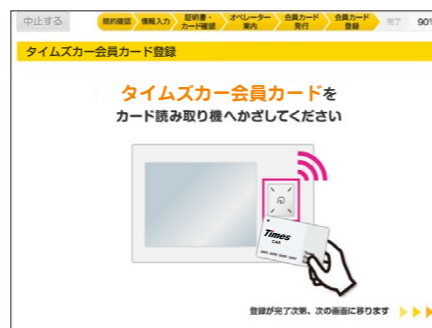 中止する
規約確認 情報入力 証明書・カード確認 オペレーター案内 会員カード発行 会員カード登録 完了 90%
タイムズカー会員カード登録
タイムズカー会員カードを
カード読み取り機へかざしてください
Times
CAR
登録が完了次第、次の画面に移ります